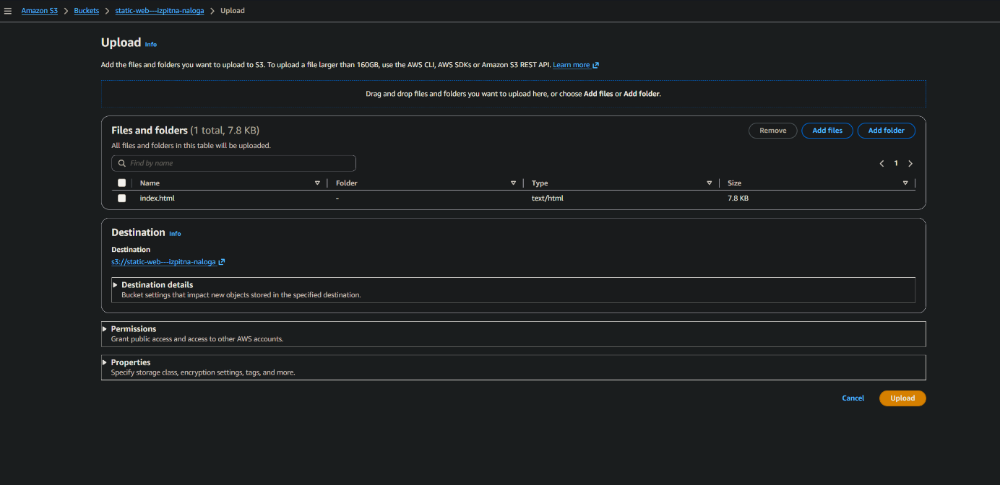 Amazon S3 > Buckets > static-web---izpitna-naloga > Upload
Upload Info
Add the files and folders you want to upload to S3. To upload a file larger than 160GB, use the AWS CLI, AWS SDKs or Amazon S3 REST API. Learn more
Drag and drop files and folders you want to upload here, or choose Add files or Add folder.
Files and folders (1 total, 7.8 KB)
Remove Add files Add folder
All files and folders in this table will be uploaded.
Find by name
1
Name Folder Type Size
index.html - text/html 7.8 KB
Destination Info
Destination
s3://static-web---izpitna-naloga
Destination details
Bucket settings that impact new objects stored in the specified destination.
Permissions
Grant public access and access to other AWS accounts.
Properties
Specify storage class, encryption settings, tags, and more.
Cancel Upload